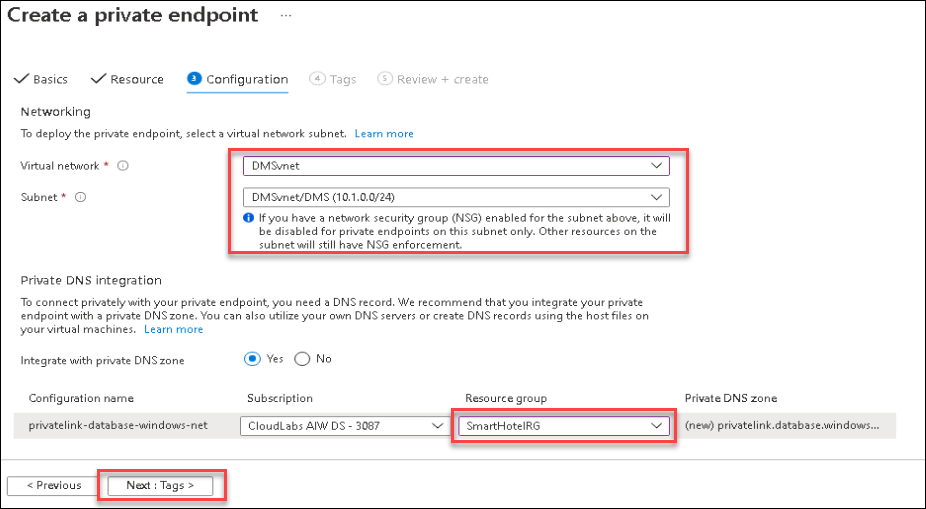 Create a private endpoint ...
Basics Resource 3 Configuration 4 Tags 5 Review + create
Networking
To deploy the private endpoint, select a virtual network subnet. Learn more
Virtual network * DMSvnet
Subnet * DMSvnet/DMS (10.1.0.0/24)
If you have a network security group (NSG) enabled for the subnet above, it will
be disabled for private endpoints on this subnet only. Other resources on the
subnet will still have NSG enforcement.
Private DNS integration
To connect privately with your private endpoint, you need a DNS record. We recommend that you integrate your private
endpoint with a private DNS zone. You can also utilize your own DNS servers or create DNS records using the host files on
your virtual machines. Learn more
Integrate with private DNS zone Yes No
Configuration name Subscription Resource group Private DNS zone
privatelink-database-windows-net CloudLabs AIW DS - 3087 SmartHotelRG (new) privatelink.database.windows...
< Previous Next : Tags >